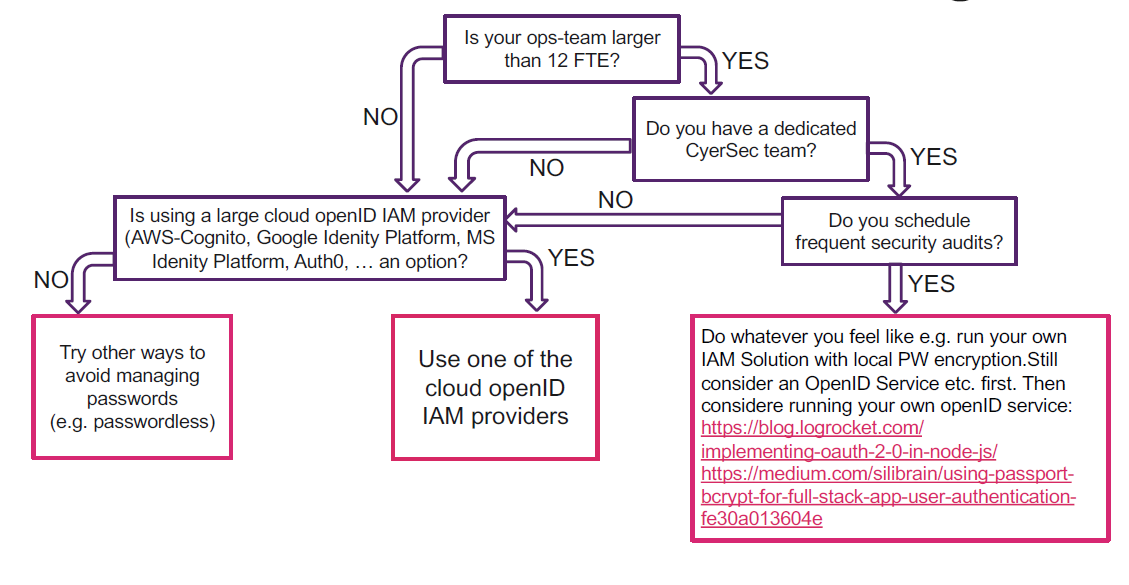 Is your ops-team larger
than 12 FTE?
YES
NO
Do you have a dedicated
CyerSec team?
YES
NO
NO
Is using a large cloud openID IAM provider
(AWS-Cognito, Google Idenity Platform, MS
Idenity Platform, Auth0, … an option?
Do you schedule
frequent security audits?
NO
YES
YES
Try other ways to
avoid managing
passwords
(e.g. passwordless)
Use one of the
cloud openID
IAM providers
Do whatever you feel like e.g. run your own
IAM Solution with local PW encryption.Still
consider an OpenID Service etc. first. Then
considere running your own openID service:
https://blog.logrocket.com/
implementing-oauth-2-0-in-node-js/
https://medium.com/silibrain/using-passport-
bcrypt-for-full-stack-app-user-authentication-
fe30a013604e